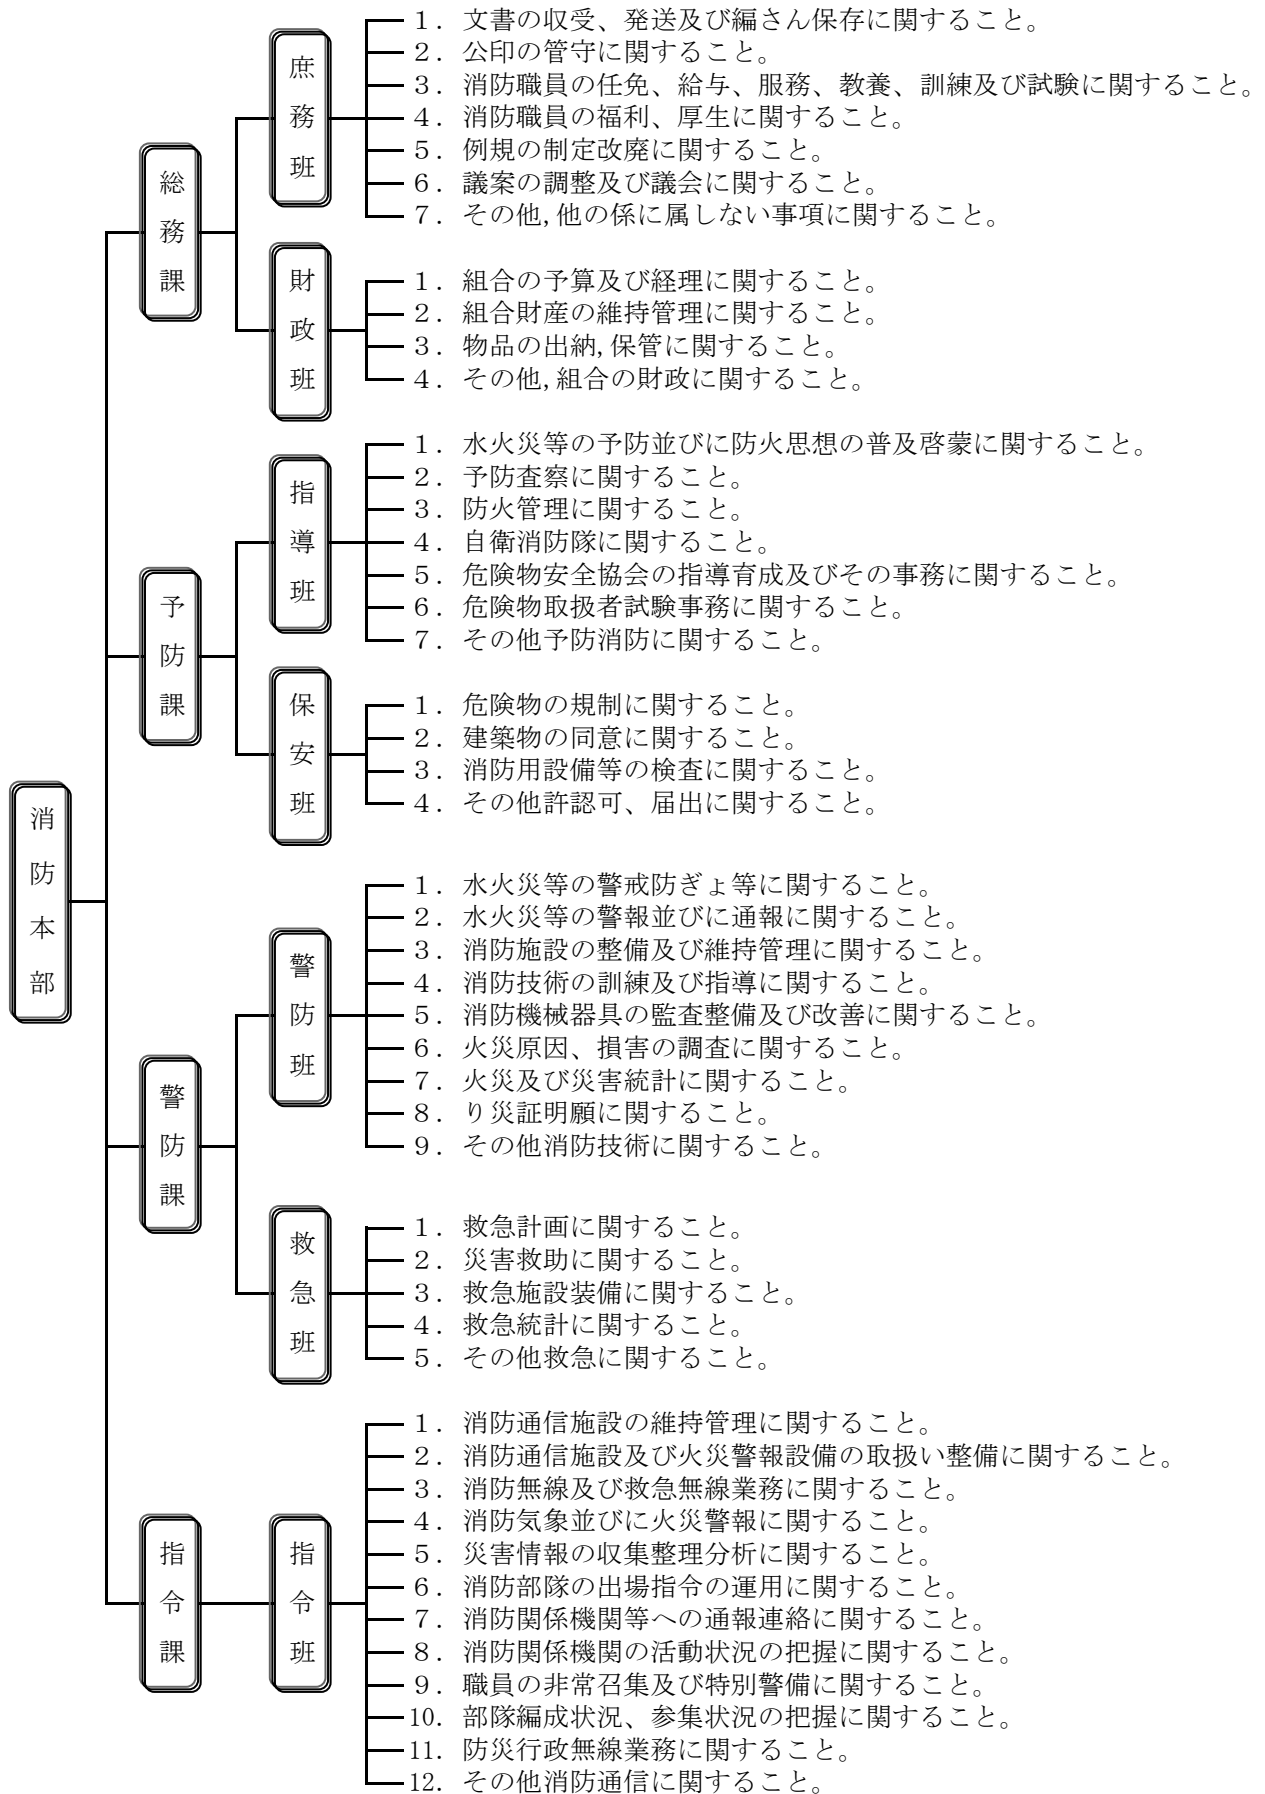 消防本部
総務課
庶務班
１．文書の収受、発送及び編さん保存に関すること。
２．公印の管守に関すること。
３．消防職員の任免、給与、服務、教養、訓練及び試験に関すること。
４．消防職員の福利、厚生に関すること。
５．例規の制定改廃に関すること。
６．議案の調整及び議会に関すること。
７．その他,他の係に属しない事項に関すること。
財政班
１．組合の予算及び経理に関すること。
２．組合財産の維持管理に関すること。
３．物品の出納,保管に関すること。
４．その他,組合の財政に関すること。
予防課
指導班
１．水火災等の予防並びに防火思想の普及啓蒙に関すること。
２．予防査察に関すること。
３．防火管理に関すること。
４．自衛消防隊に関すること。
５．危険物安全協会の指導育成及びその事務に関すること。
６．危険物取扱者試験事務に関すること。
７．その他予防消防に関すること。
保安班
１．危険物の規制に関すること。
２．建築物の同意に関すること。
３．消防用設備等の検査に関すること。
４．その他許認可、届出に関すること。
警防課
警防班
１．水火災等の警戒防ぎょ等に関すること。
２．水火災等の警報並びに通報に関すること。
３．消防施設の整備及び維持管理に関すること。
４．消防技術の訓練及び指導に関すること。
５．消防機械器具の監査整備及び改善に関すること。
６．火災原因、損害の調査に関すること。
７．火災及び災害統計に関すること。
８．り災証明願に関すること。
９．その他消防技術に関すること。
救急班
１．救急計画に関すること。
２．災害救助に関すること。
３．救急施設装備に関すること。
４．救急統計に関すること。
５．その他救急に関すること。
指令課
指令班
１．消防通信施設の維持管理に関すること。
２．消防通信施設及び火災警報設備の取扱い整備に関すること。
３．消防無線及び救急無線業務に関すること。
４．消防気象並びに火災警報に関すること。
５．災害情報の収集整理分析に関すること。
６．消防部隊の出場指令の運用に関すること。
７．消防関係機関等への通報連絡に関すること。
８．消防関係機関の活動状況の把握に関すること。
９．職員の非常召集及び特別警備に関すること。
10．部隊編成状況、参集状況の把握に関すること。
11．防災行政無線業務に関すること。
12．その他消防通信に関すること。